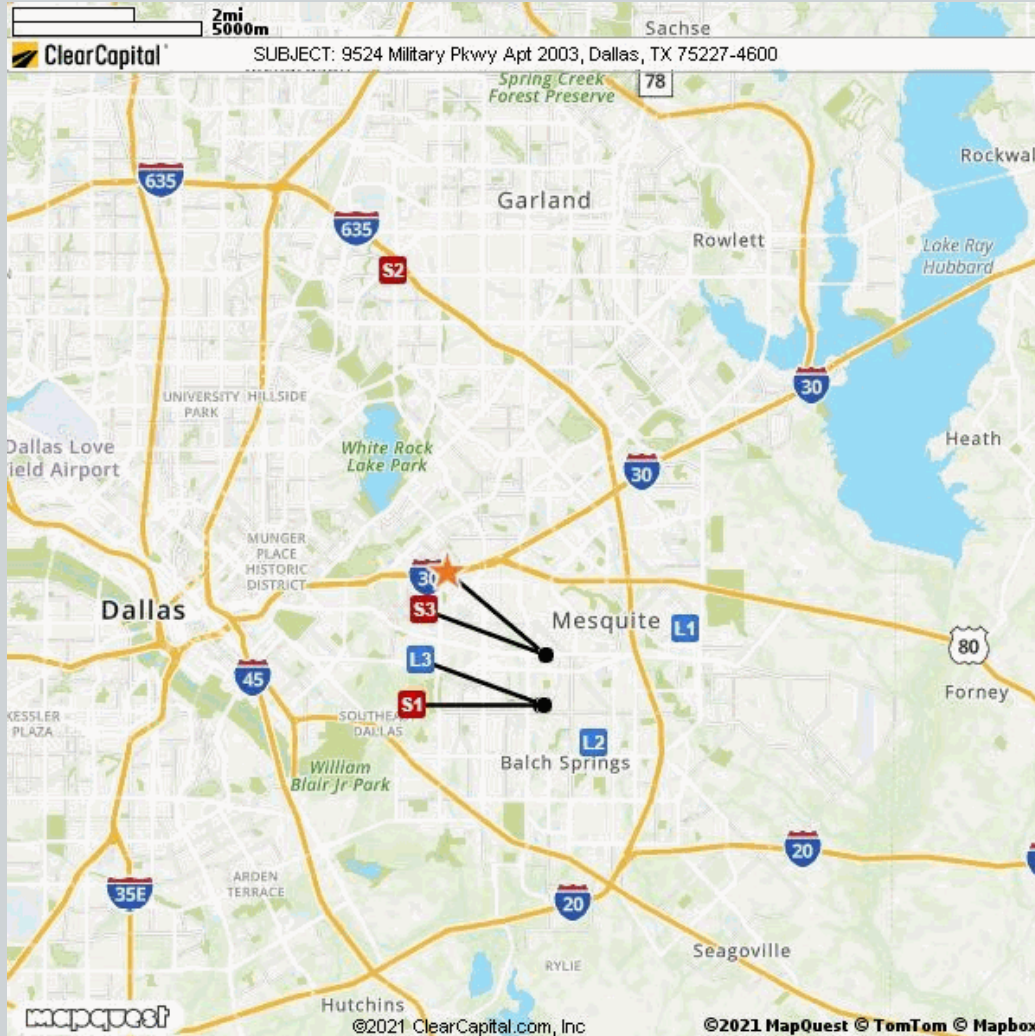 2mi
5000m
ClearCapital
SUBJECT: 9524 Military Pkwy Apt 2003, Dallas, TX 75227-4600
Sachse
Spring Creek
Forest Preserve
78
Rockwal
635
Garland
635
Rowlett
Lake Ray
Hubbard
S2
30
UNIVERSITY
PARK
HILLSIDE
Dallas Love
ield Airport
White Rock
Lake Park
Heath
30
MUNGER
PLACE
HISTORIC
DISTRICT
30
Dallas
S3
Mesquite
L1
80
L3
45
Forney
KESSLER
PLAZA
S1
SOUTHEA
DALLAS
L2
Balch Springs
William
Blair Jr Park
20
ARDEN
TERRACE
35E
20
Seagoville
RYLIE
Hutchins
mapquest
©2021 ClearCapital.com, Inc
©2021 MapQuest © TomTom © Mapbo